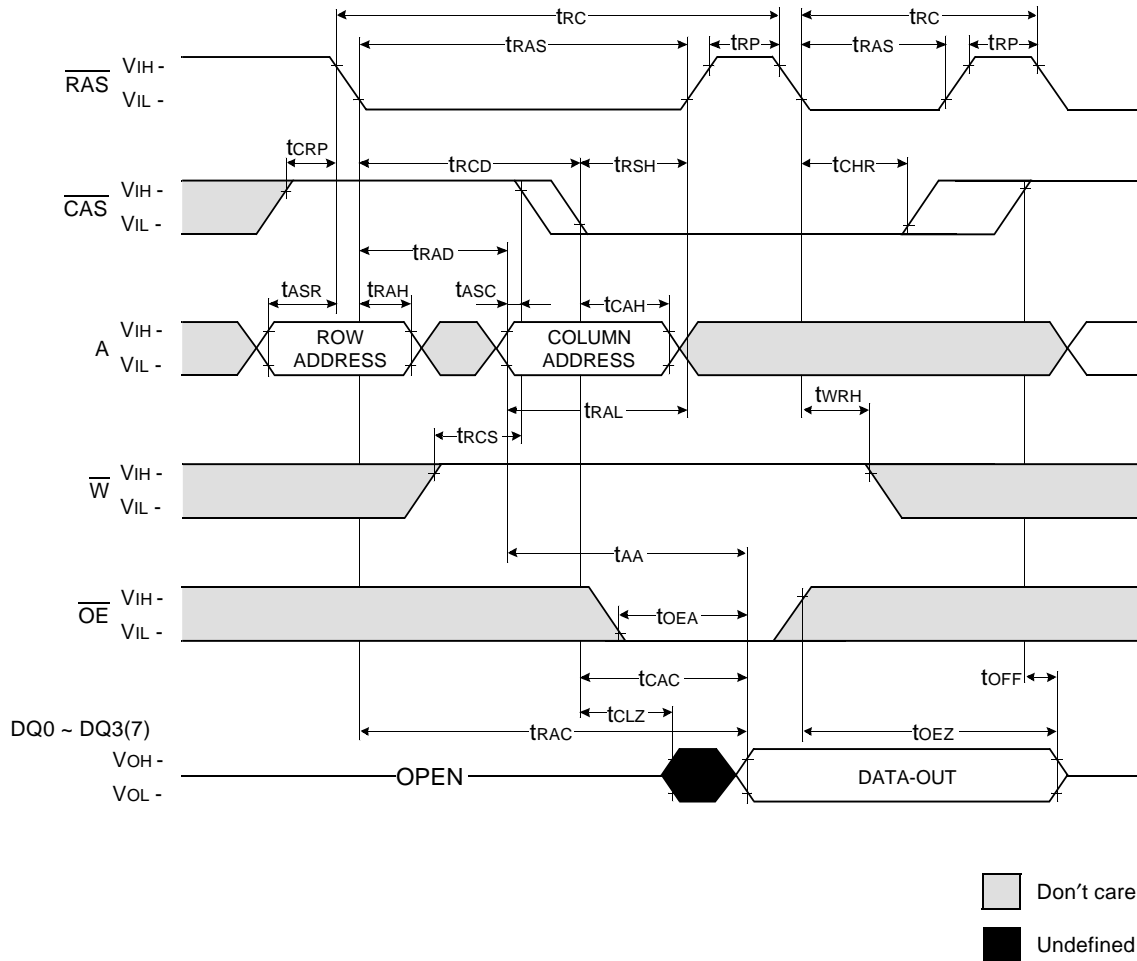 tRC tRC
tRAS tRP tRAS tRP
RAS VIH -
VIL -
tCRP tRCD tRSH tCHR
CAS VIH -
VIL -
tRAD
tASR tRAH tASC tCAH
A VIH -
VIL -
ROW ADDRESS
COLUMN ADDRESS
tRAL tWRH
tRCS
W VIH -
VIL -
tAA
OE VIH -
VIL -
tOEA
tCAC tOFF
tCLZ
DQ0 ~ DQ3(7)
tRAC tOEZ
VOH -
VOL -
OPEN DATA-OUT
Don′t care
Undefined